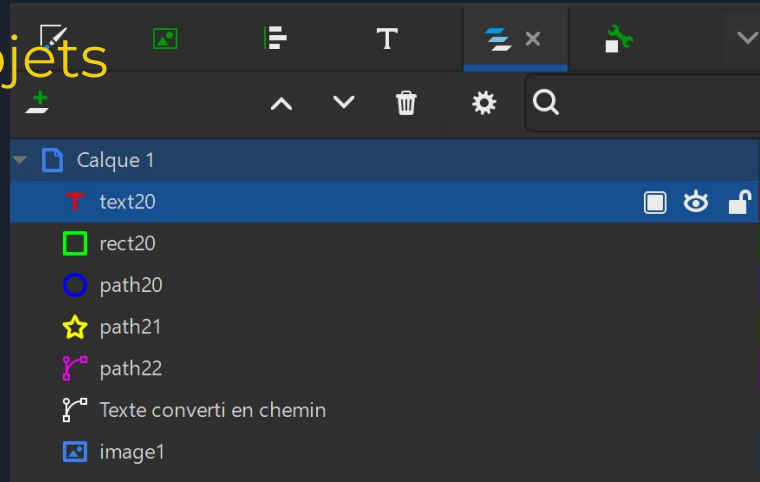 jets
Calque 1
text20
rect20
path20
path21
path22
Texte converti en chemin
image1